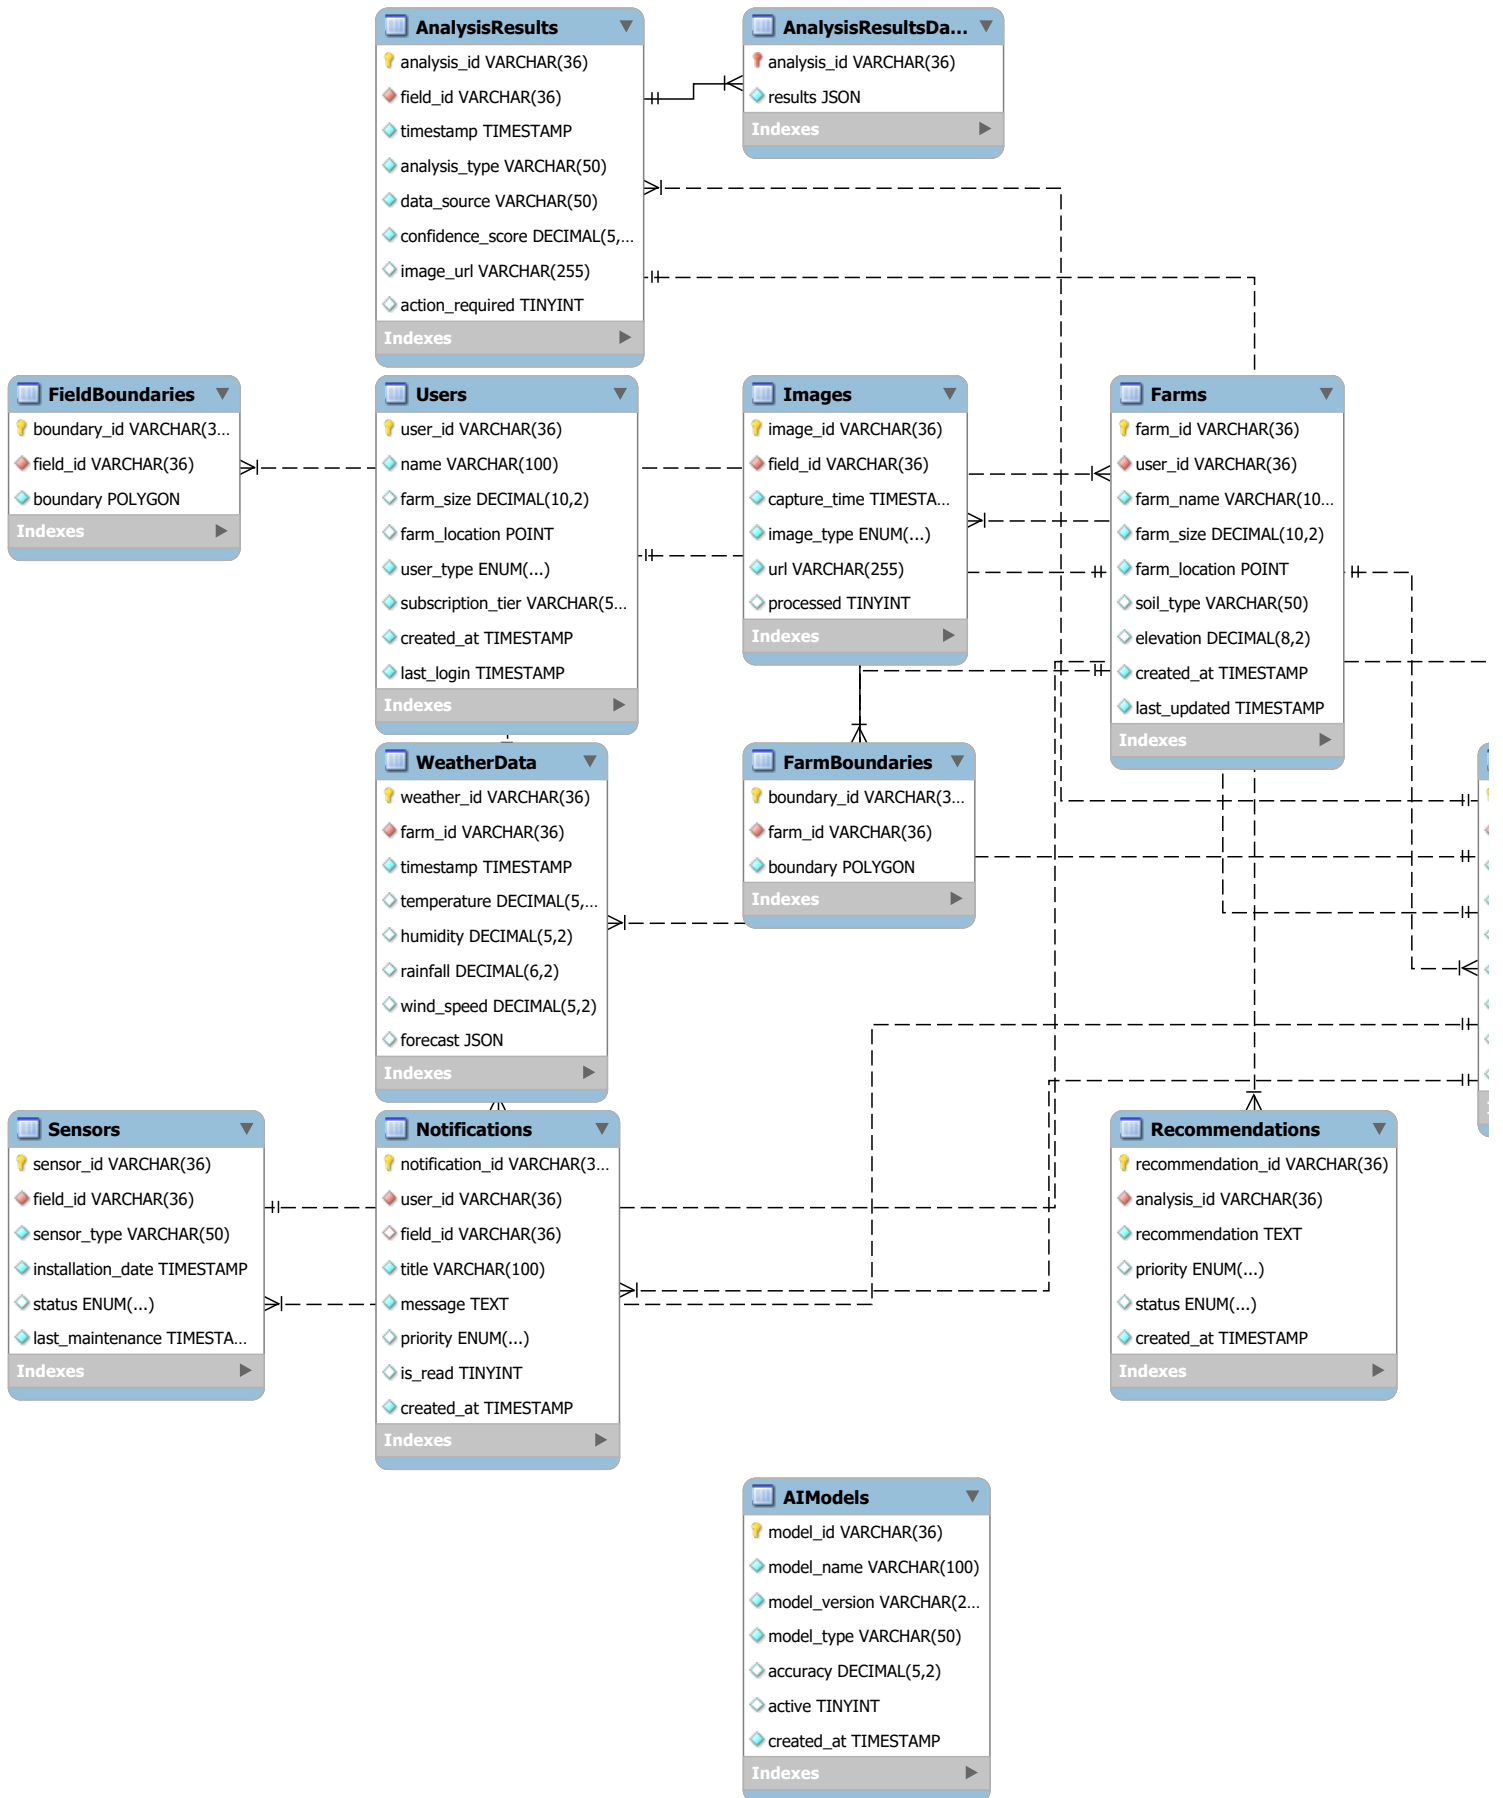 AnalysisResults
analysis_id VARCHAR(36)
field_id VARCHAR(36)
timestamp TIMESTAMP
analysis_type VARCHAR(50)
data_source VARCHAR(50)
confidence_score DECIMAL(5,...
image_url VARCHAR(255)
action_required TINYINT
Indexes
AnalysisResultsDa...
analysis_id VARCHAR(36)
results JSON
Indexes
FieldBoundaries
boundary_id VARCHAR(3...
field_id VARCHAR(36)
boundary POLYGON
Indexes
Users
user_id VARCHAR(36)
name VARCHAR(100)
farm_size DECIMAL(10,2)
farm_location POINT
user_type ENUM(...)
subscription_tier VARCHAR(5...
created_at TIMESTAMP
last_login TIMESTAMP
Indexes
Images
image_id VARCHAR(36)
field_id VARCHAR(36)
capture_time TIMESTA...
image_type ENUM(...)
url VARCHAR(255)
processed TINYINT
Indexes
Farms
farm_id VARCHAR(36)
user_id VARCHAR(36)
farm_name VARCHAR(10...
farm_size DECIMAL(10,2)
farm_location POINT
soil_type VARCHAR(50)
elevation DECIMAL(8,2)
created_at TIMESTAMP
last_updated TIMESTAMP
Indexes
WeatherData
weather_id VARCHAR(36)
farm_id VARCHAR(36)
timestamp TIMESTAMP
temperature DECIMAL(5,...
humidity DECIMAL(5,2)
rainfall DECIMAL(6,2)
wind_speed DECIMAL(5,2)
forecast JSON
Indexes
FarmBoundaries
boundary_id VARCHAR(3...
farm_id VARCHAR(36)
boundary POLYGON
Indexes
Sensors
sensor_id VARCHAR(36)
field_id VARCHAR(36)
sensor_type VARCHAR(50)
installation_date TIMESTAMP
status ENUM(...)
last_maintenance TIMESTA...
Indexes
Notifications
notification_id VARCHAR(3...
user_id VARCHAR(36)
field_id VARCHAR(36)
title VARCHAR(100)
message TEXT
priority ENUM(...)
is_read TINYINT
created_at TIMESTAMP
Indexes
Recommendations
recommendation_id VARCHAR(36)
analysis_id VARCHAR(36)
recommendation TEXT
priority ENUM(...)
status ENUM(...)
created_at TIMESTAMP
Indexes
AIModels
model_id VARCHAR(36)
model_name VARCHAR(100)
model_version VARCHAR(2...
model_type VARCHAR(50)
accuracy DECIMAL(5,2)
active TINYINT
created_at TIMESTAMP
Indexes